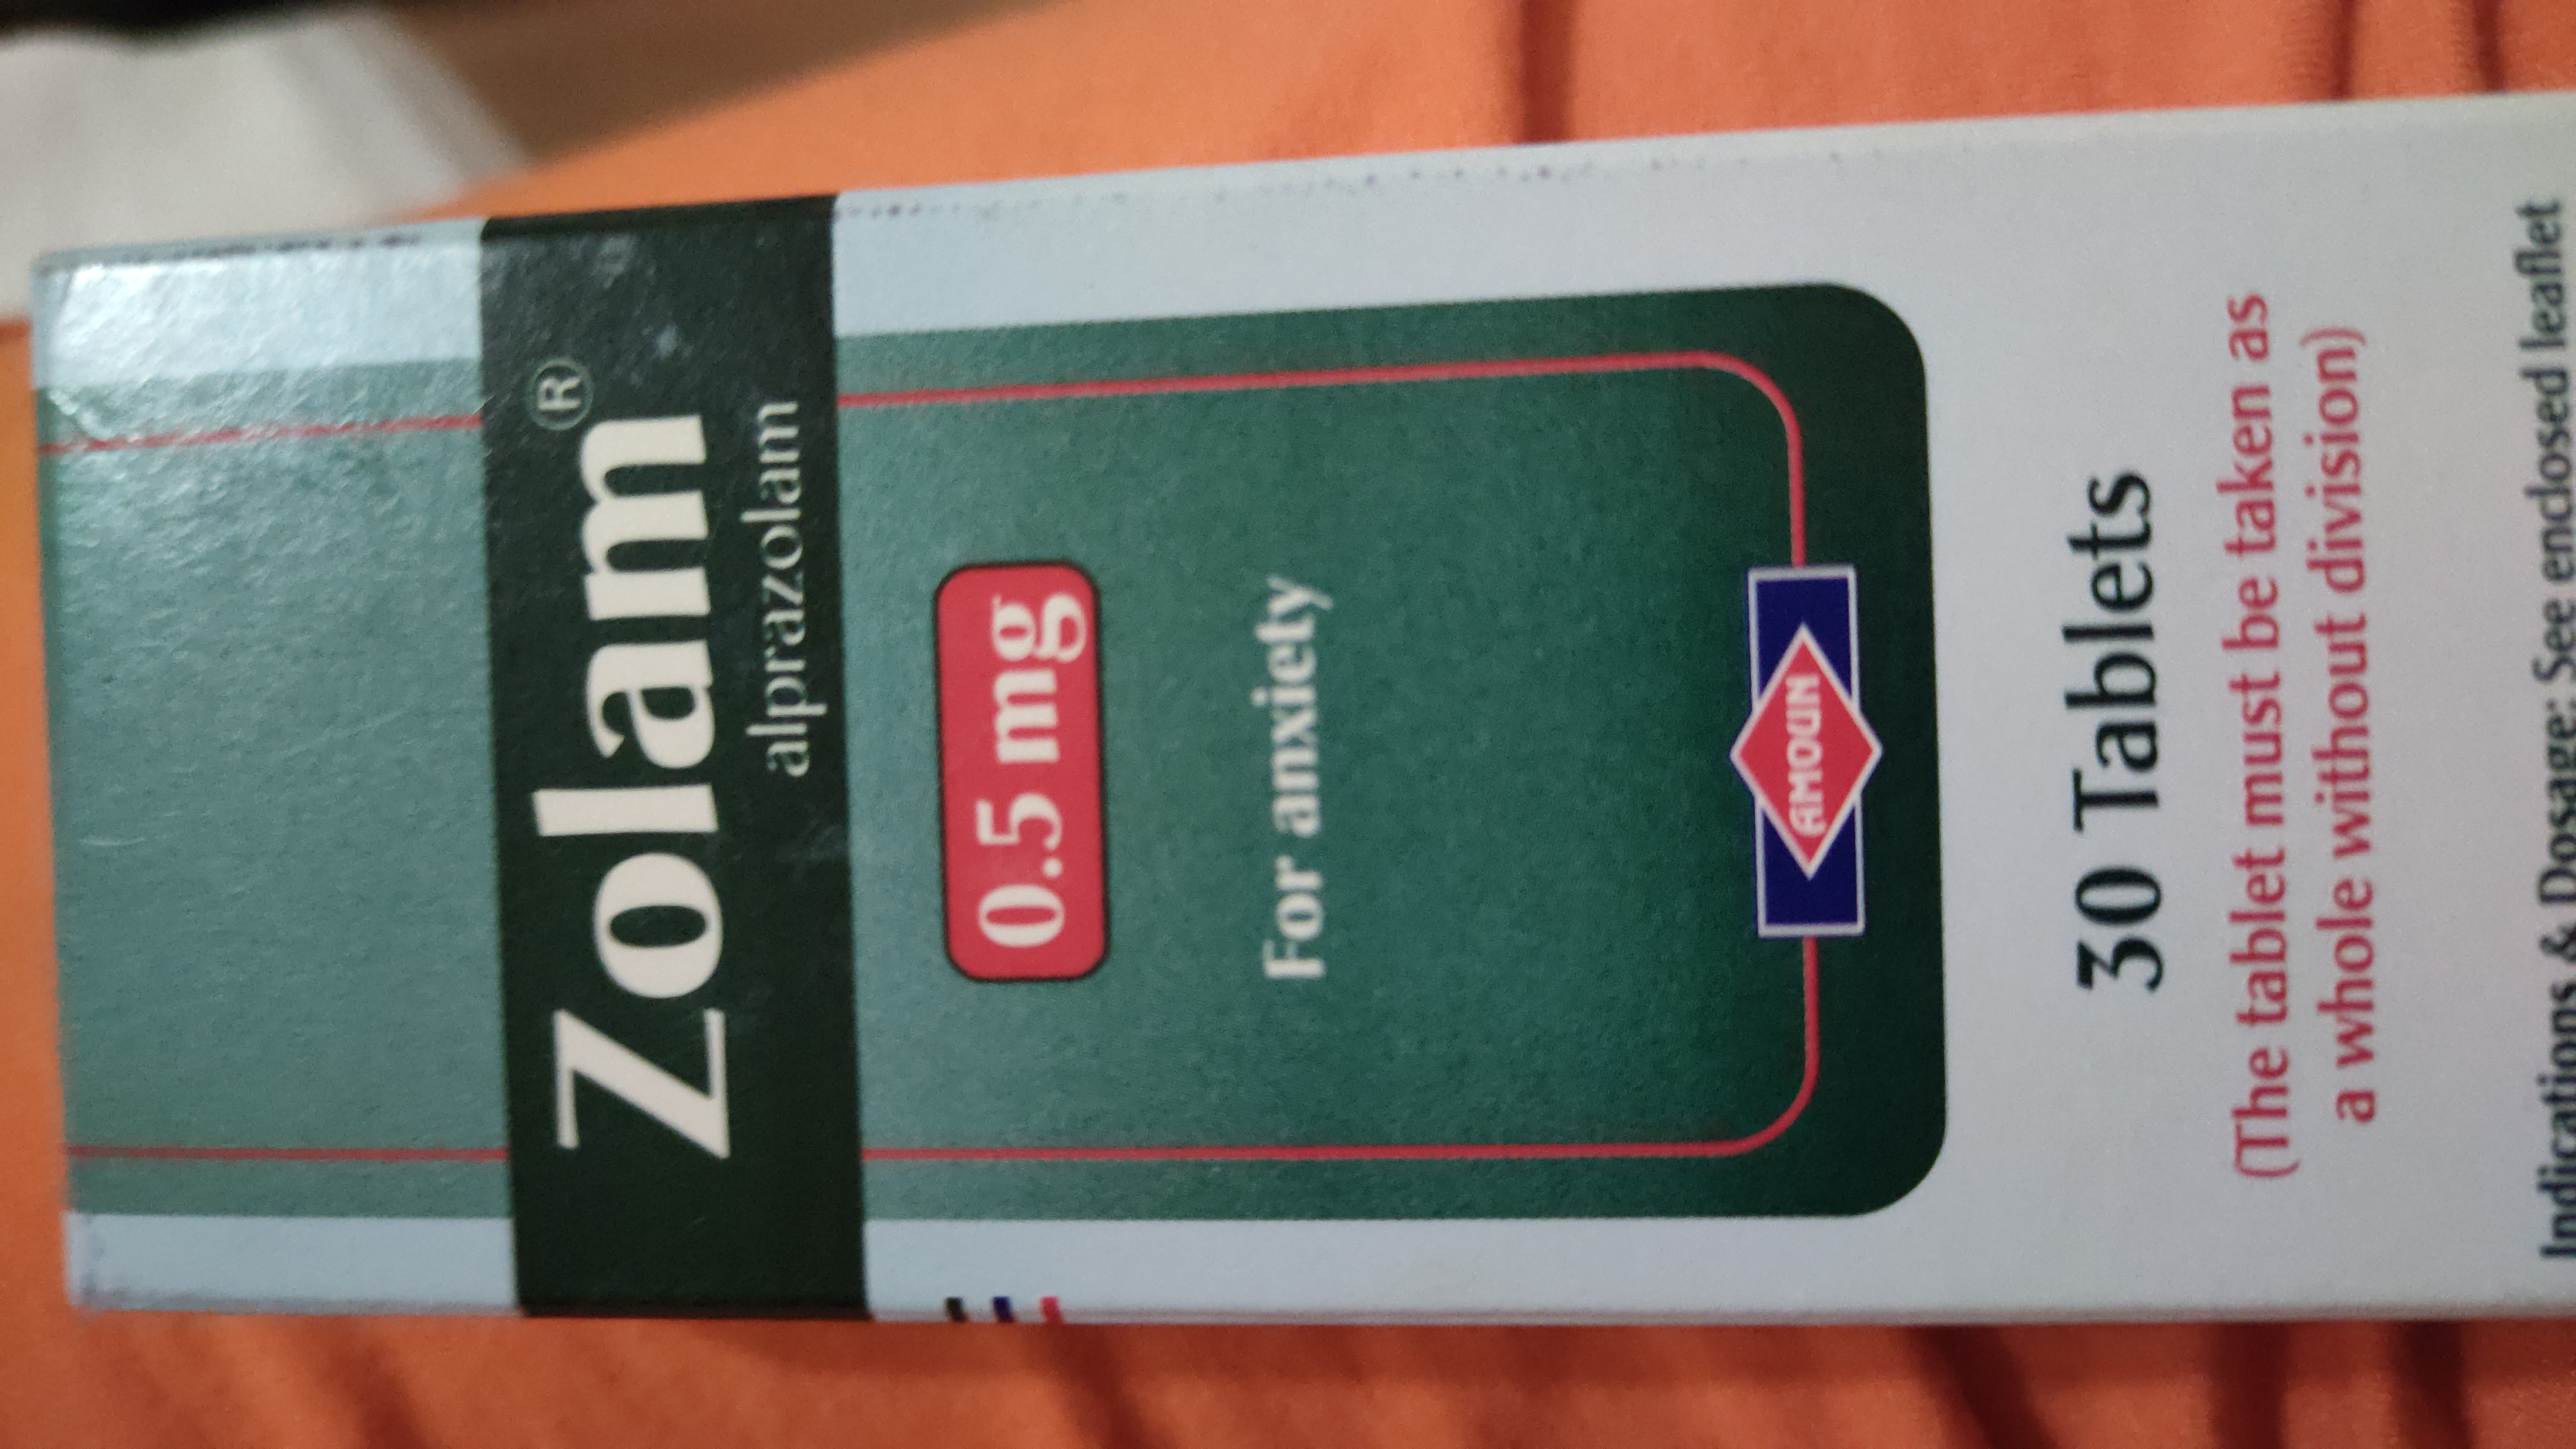 Zolam®
alprazolam
0.5 mg
For anxiety
AMOUN
30 Tablets
(The tablet must be taken as
a whole without division)
Indications & Dosage: See enclosed leaflet